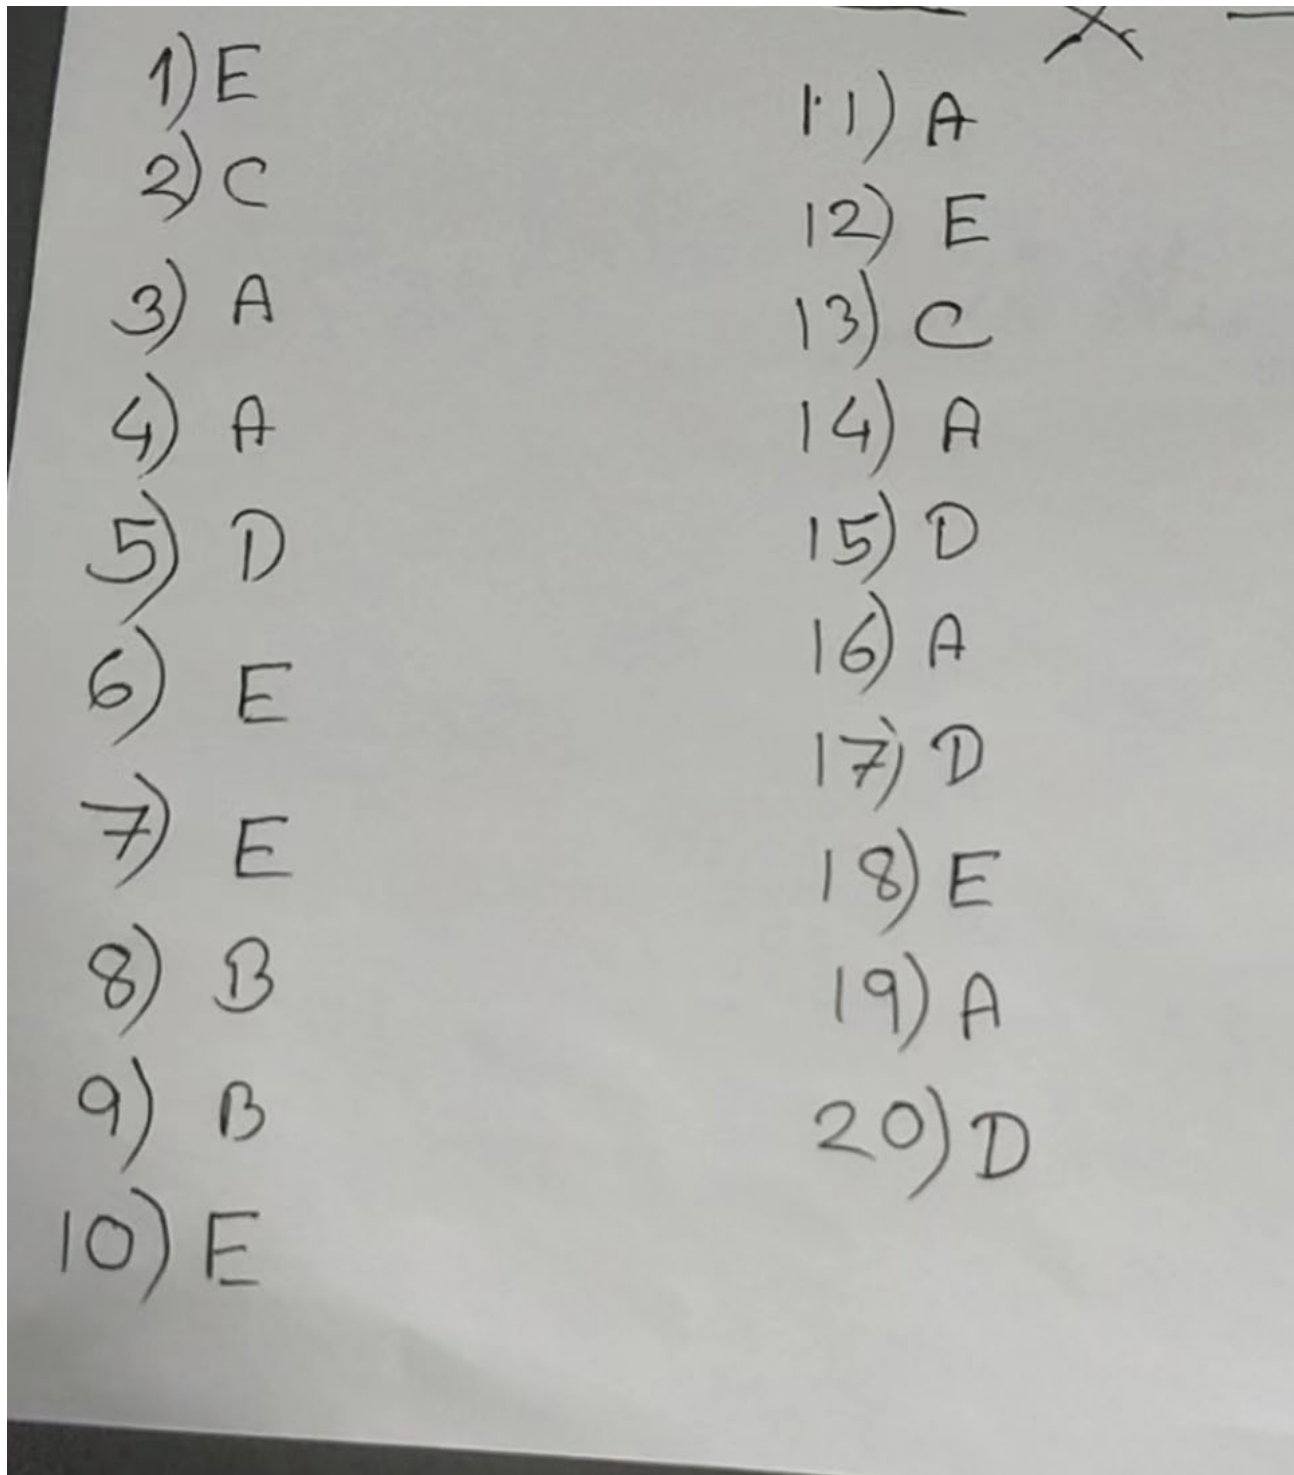 1) E
2) C
3) A
4) A
5) D
6) E
7) E
8) B
9) B
10) E
11) A
12) E
13) C
14) A
15) D
16) A
17) D
18) E
19) A
20) D